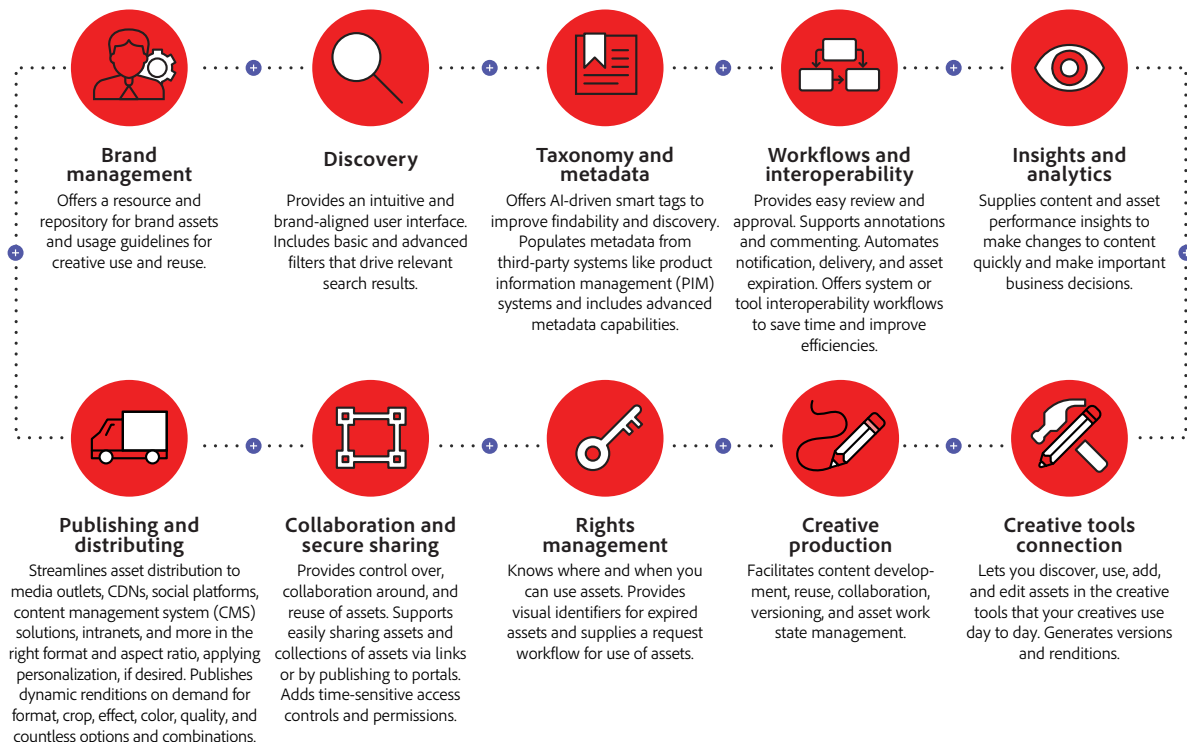 Brand
management
Offers a resource and
repository for brand assets
and usage guidelines for
creative use and reuse.
Discovery
Provides an intuitive and
brand-aligned user interface.
Includes basic and advanced
filters that drive relevant
search results.
Taxonomy and
metadata
Offers AI-driven smart tags to
improve findability and discovery.
Populates metadata from
third-party systems like product
information management (PIM)
systems and includes advanced
metadata capabilities.
Workflows and
interoperability
Provides easy review and
approval. Supports annotations
and commenting. Automates
notification, delivery, and asset
expiration. Offers system or
tool interoperability workflows
to save time and improve
efficiencies.
Insights and
analytics
Supplies content and asset
performance insights to
make changes to content
quickly and make important
business decisions.
Publishing and
distributing
Streamlines asset distribution to
media outlets, CDNs, social platforms,
content management system (CMS)
solutions, intranets, and more in the
right format and aspect ratio, applying
personalization, if desired. Publishes
dynamic renditions on demand for
format, crop, effect, color, quality, and
countless options and combinations.
Collaboration and
secure sharing
Provides control over,
collaboration around, and
reuse of assets. Supports
easily sharing assets and
collections of assets via links
or by publishing to portals.
Adds time-sensitive access
controls and permissions.
Rights
management
Knows where and when you
can use assets. Provides
visual identifiers for expired
assets and supplies a request
workflow for use of assets.
Creative
production
Facilitates content develop-
ment, reuse, collaboration,
versioning, and asset work
state management.
Creative tools
connection
Lets you discover, use, add,
and edit assets in the creative
tools that your creatives use
day to day. Generates versions
and renditions.